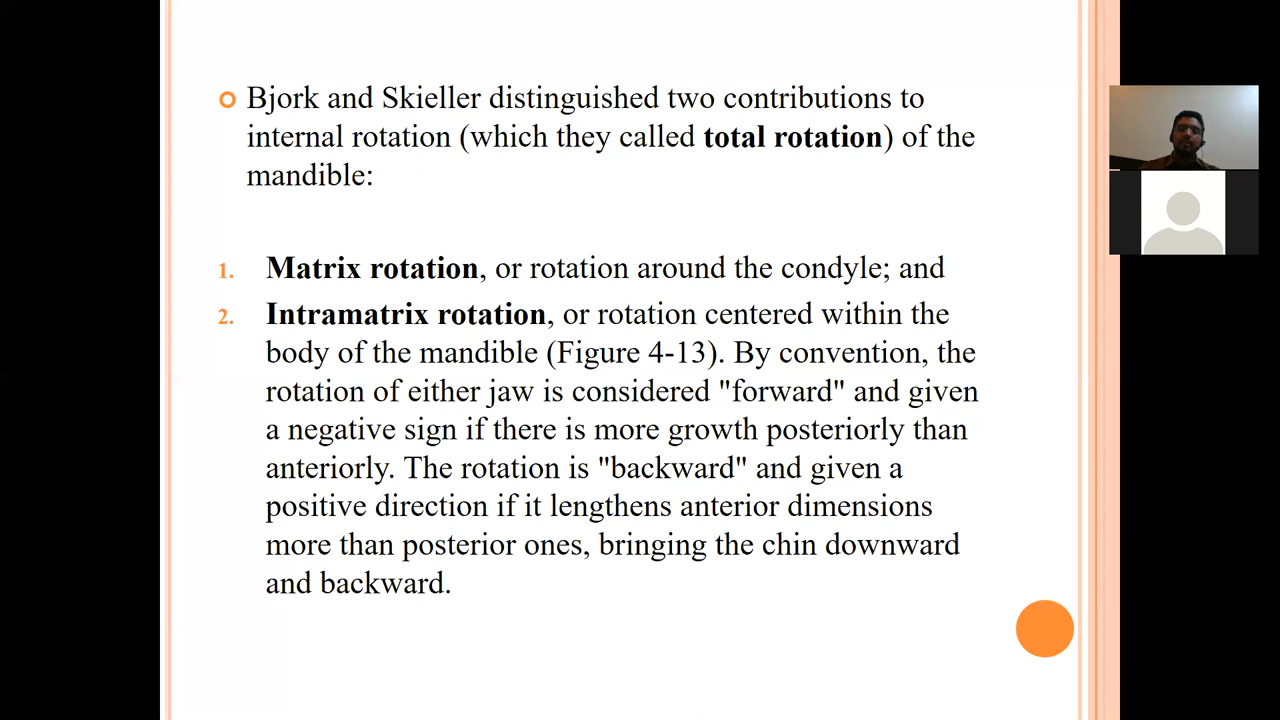 Bjork and Skieller distinguished two contributions to
internal rotation (which they called total rotation) of the
mandible:
1. Matrix rotation, or rotation around the condyle; and
2. Intramatrix rotation, or rotation centered within the
body of the mandible (Figure 4-13). By convention, the
rotation of either jaw is considered "forward" and given
a negative sign if there is more growth posteriorly than
anteriorly. The rotation is "backward" and given a
positive direction if it lengthens anterior dimensions
more than posterior ones, bringing the chin downward
and backward.